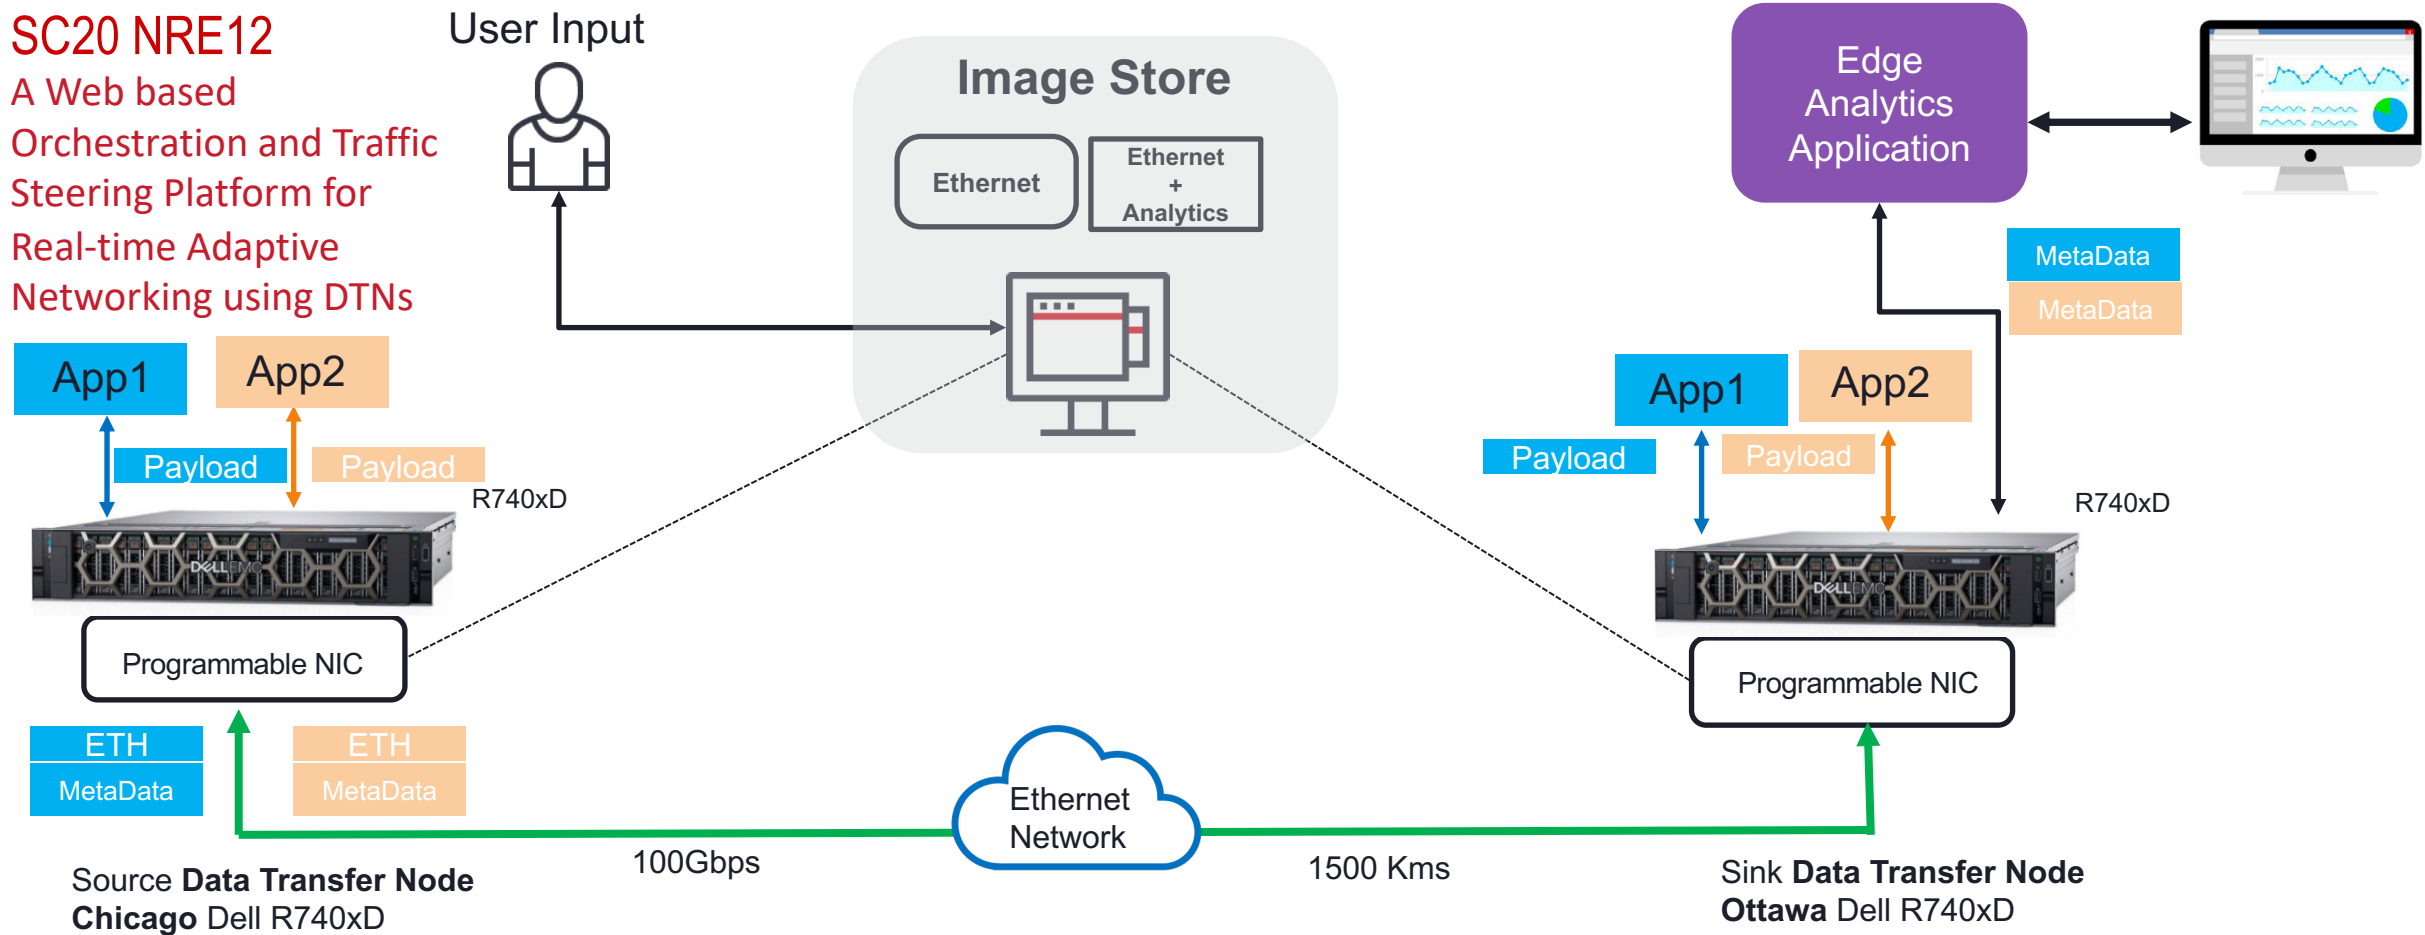 SC20 NRE12
A Web based
Orchestration and Traffic
Steering Platform for
Real-time Adaptive
Networking using DTNs
User Input
Image Store
Ethernet
Ethernet
+
Analytics
Edge
Analytics
Application
MetaData
MetaData
App1
App2
Payload
Payload
R740xD
DELLEMC
Programmable NIC
ETH
MetaData
ETH
MetaData
Source Data Transfer Node
Chicago Dell R740xD
100Gbps
Ethernet
Network
1500 Kms
App1
App2
Payload
Payload
R740xD
DELLEMC
Programmable NIC
Sink Data Transfer Node
Ottawa Dell R740xD